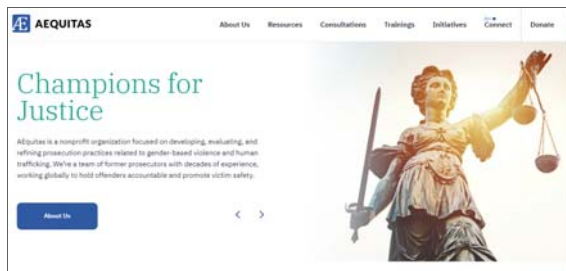 Æ AEQUITAS
About Us Resources Consultations Trainings Initiatives Connect Donate
Champions for
Justice
AEquitas is a nonprofit organization focused on developing, evaluating, and
refining prosecution practices related to gender-based violence and human
trafficking. We're a team of former prosecutors with decades of experience,
working globally to hold offenders accountable and promote victim safety.
About Us